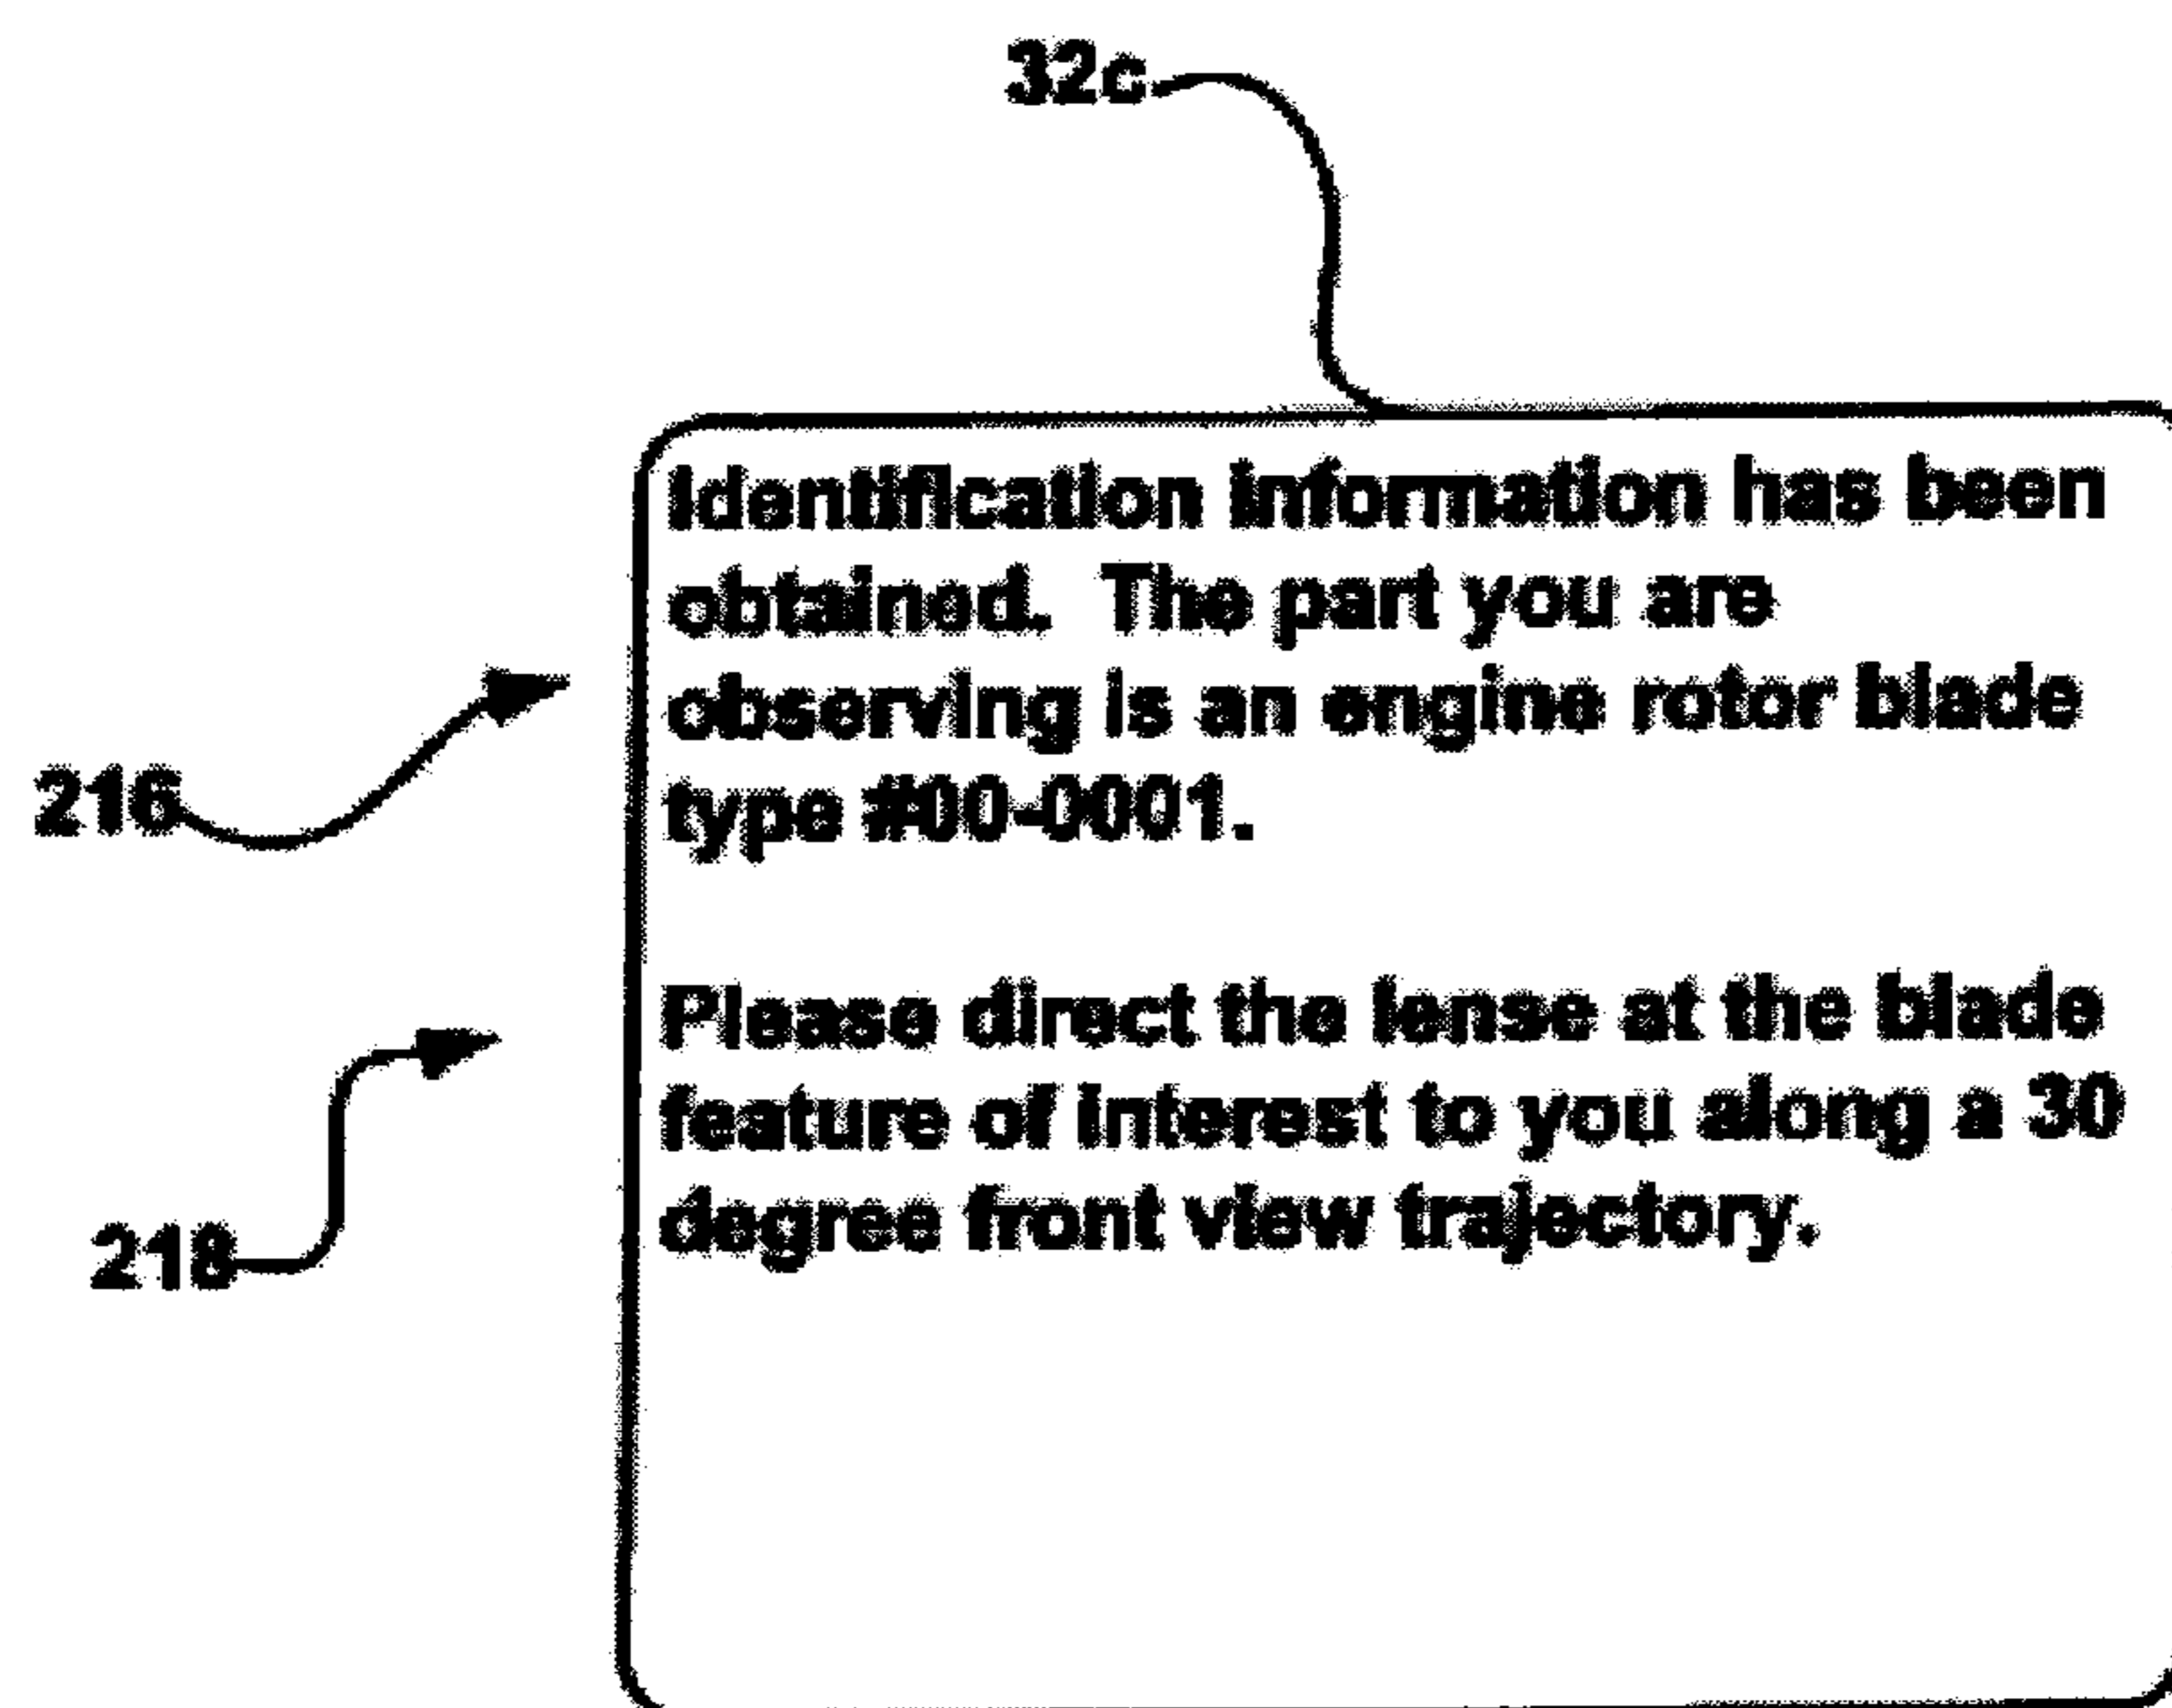 32c
Identification information has been
obtained.  The part you are
observing is an engine rotor blade
type #00-0001.
216
Please direct the lense at the blade
feature of interest to you along a 30
degree front view trajectory.
218